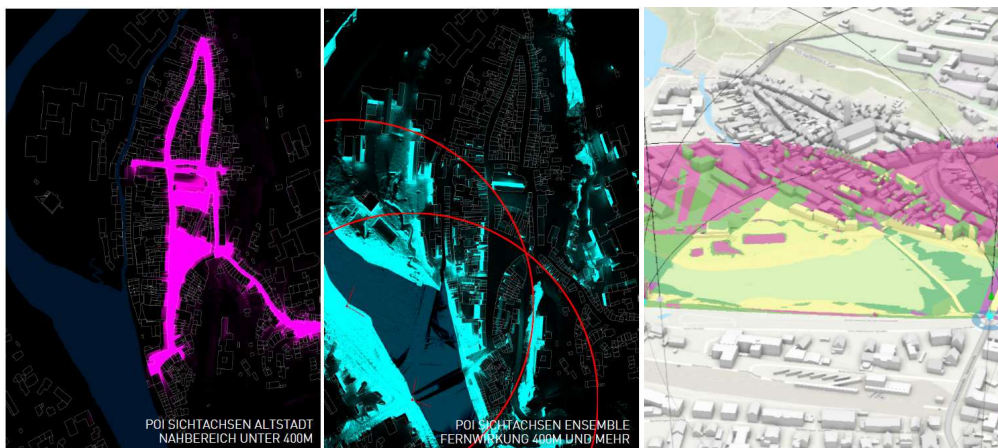 POI SICHTACHSEN ALTSTADT
NAHBEREICH UNTER 400M
POI SICHTACHSEN ENSEMBLE
FERNWIRKUNG 400M UND MEHR